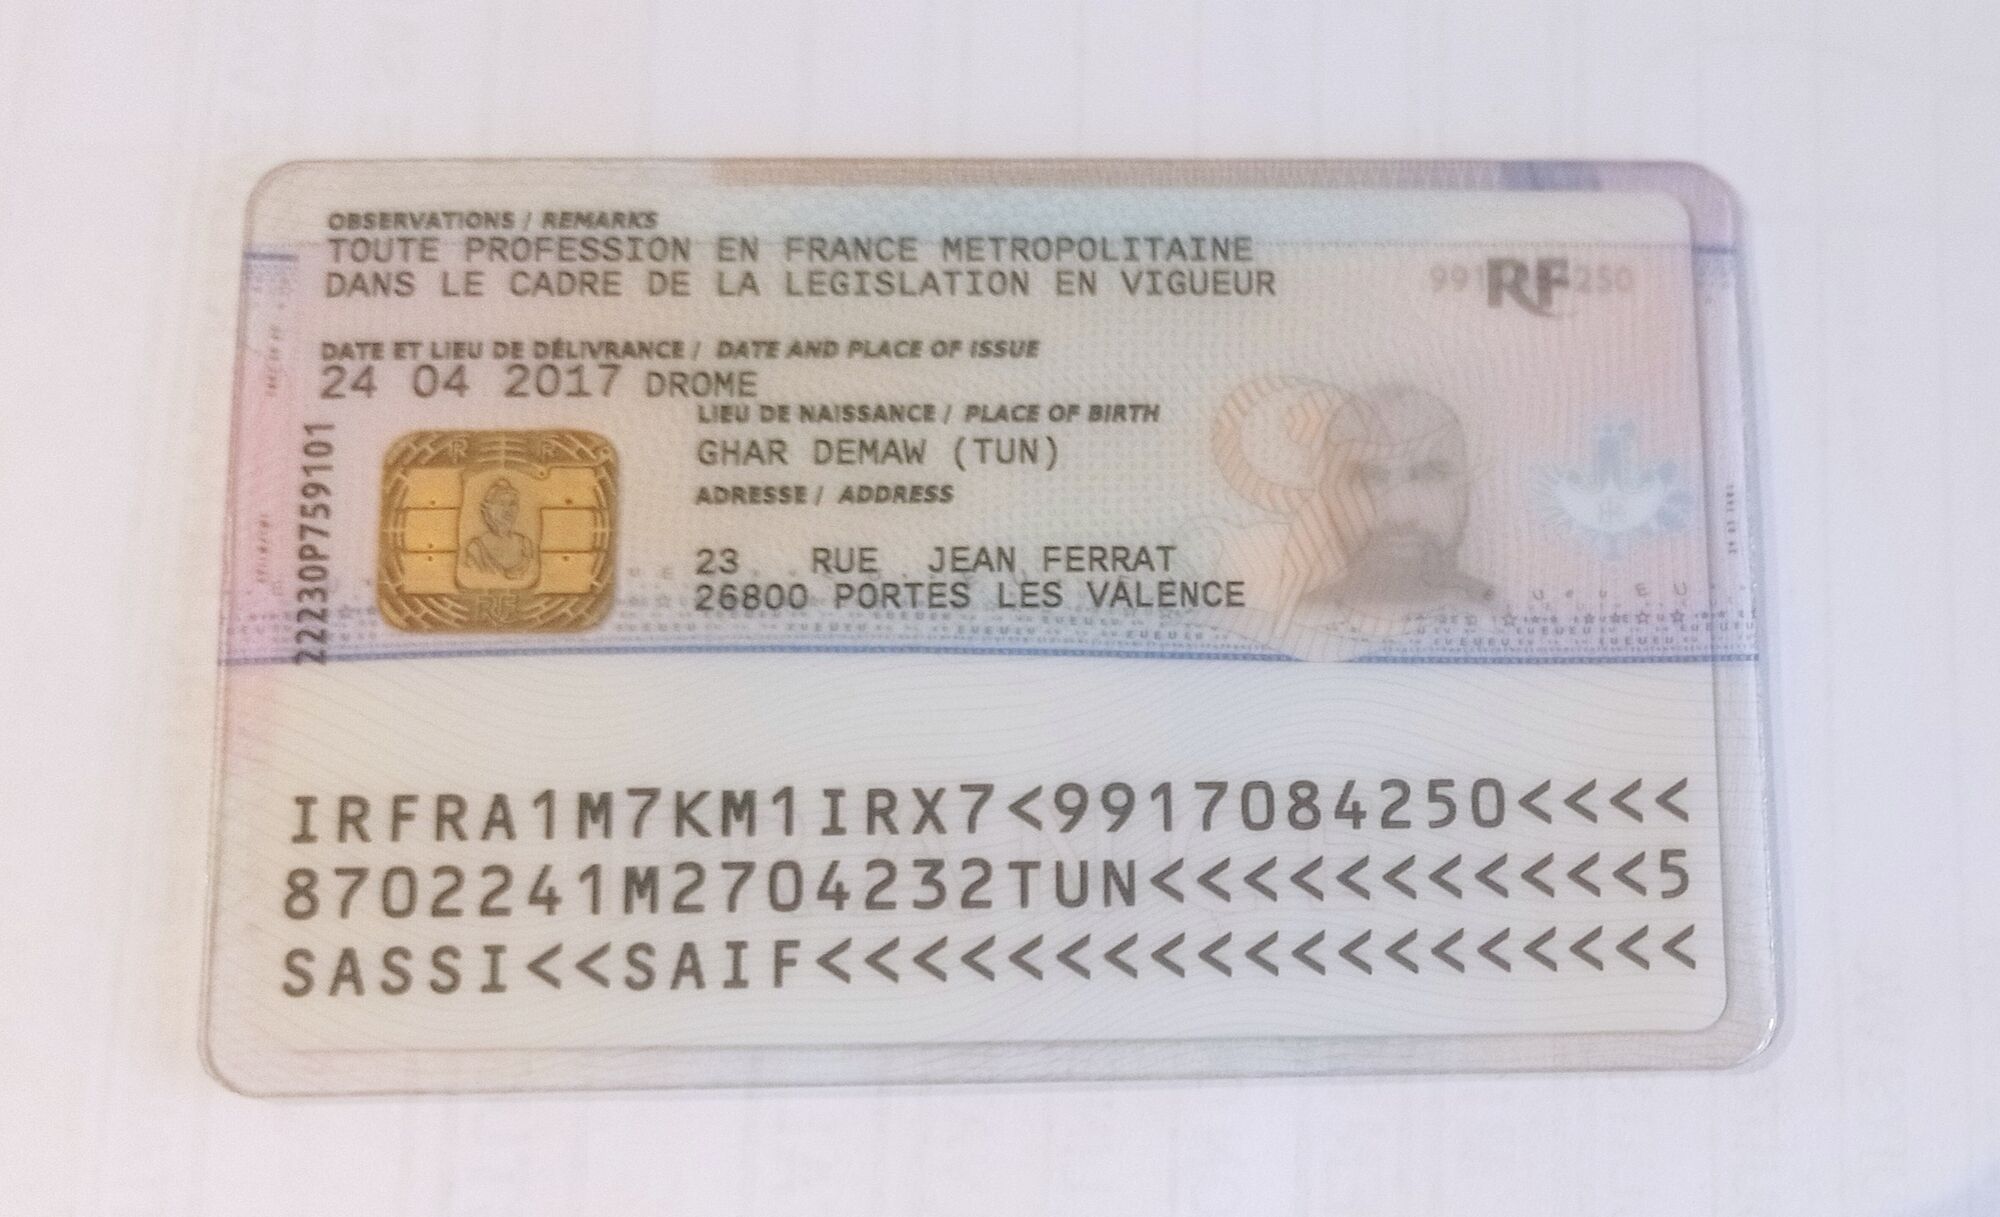 OBSERVATIONS / REMARKS
TOUTE PROFESSION EN FRANCE METROPOLITAINE
DANS LE CADRE DE LA LEGISLATION EN VIGUEUR
991 RF 250
DATE ET LIEU DE DÉLIVRANCE / DATE AND PLACE OF ISSUE
24 04 2017 DROME
LIEU DE NAISSANCE / PLACE OF BIRTH
GHAR DEMAW (TUN)
ADRESSE / ADDRESS
23 RUE JEAN FERRAT
26800 PORTES LES VALENCE
22230P759101
IRFRA1M7KM1IRX7<9917084250<<<<
8702241M2704232TUN<<<<<<<<<<<5
SASSI<<SAIF<<<<<<<<<<<<<<<<<<<